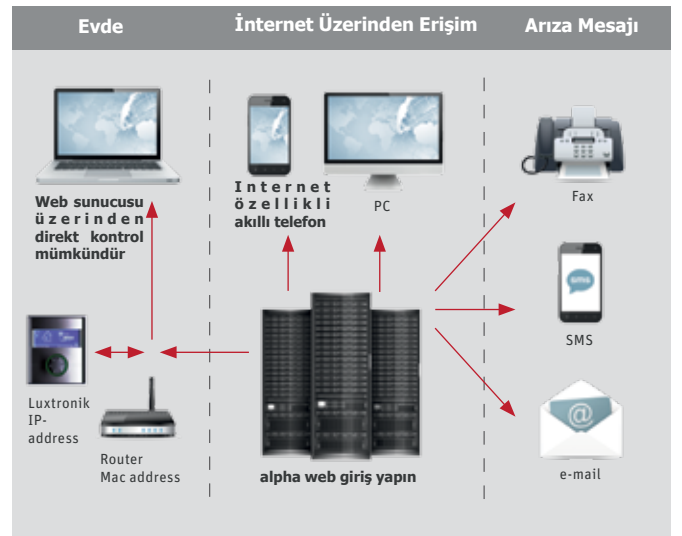 Evde
İnternet Üzerinden Erişim
Arıza Mesajı
Web sunucusu
üzerinden
direkt kontrol
mümkündür
Internet
özellikli
akıllı telefon
PC
Fax
sms
SMS
Luxtronik
IP-
address
Router
Mac address
alpha web giriş yapın
@
e-mail